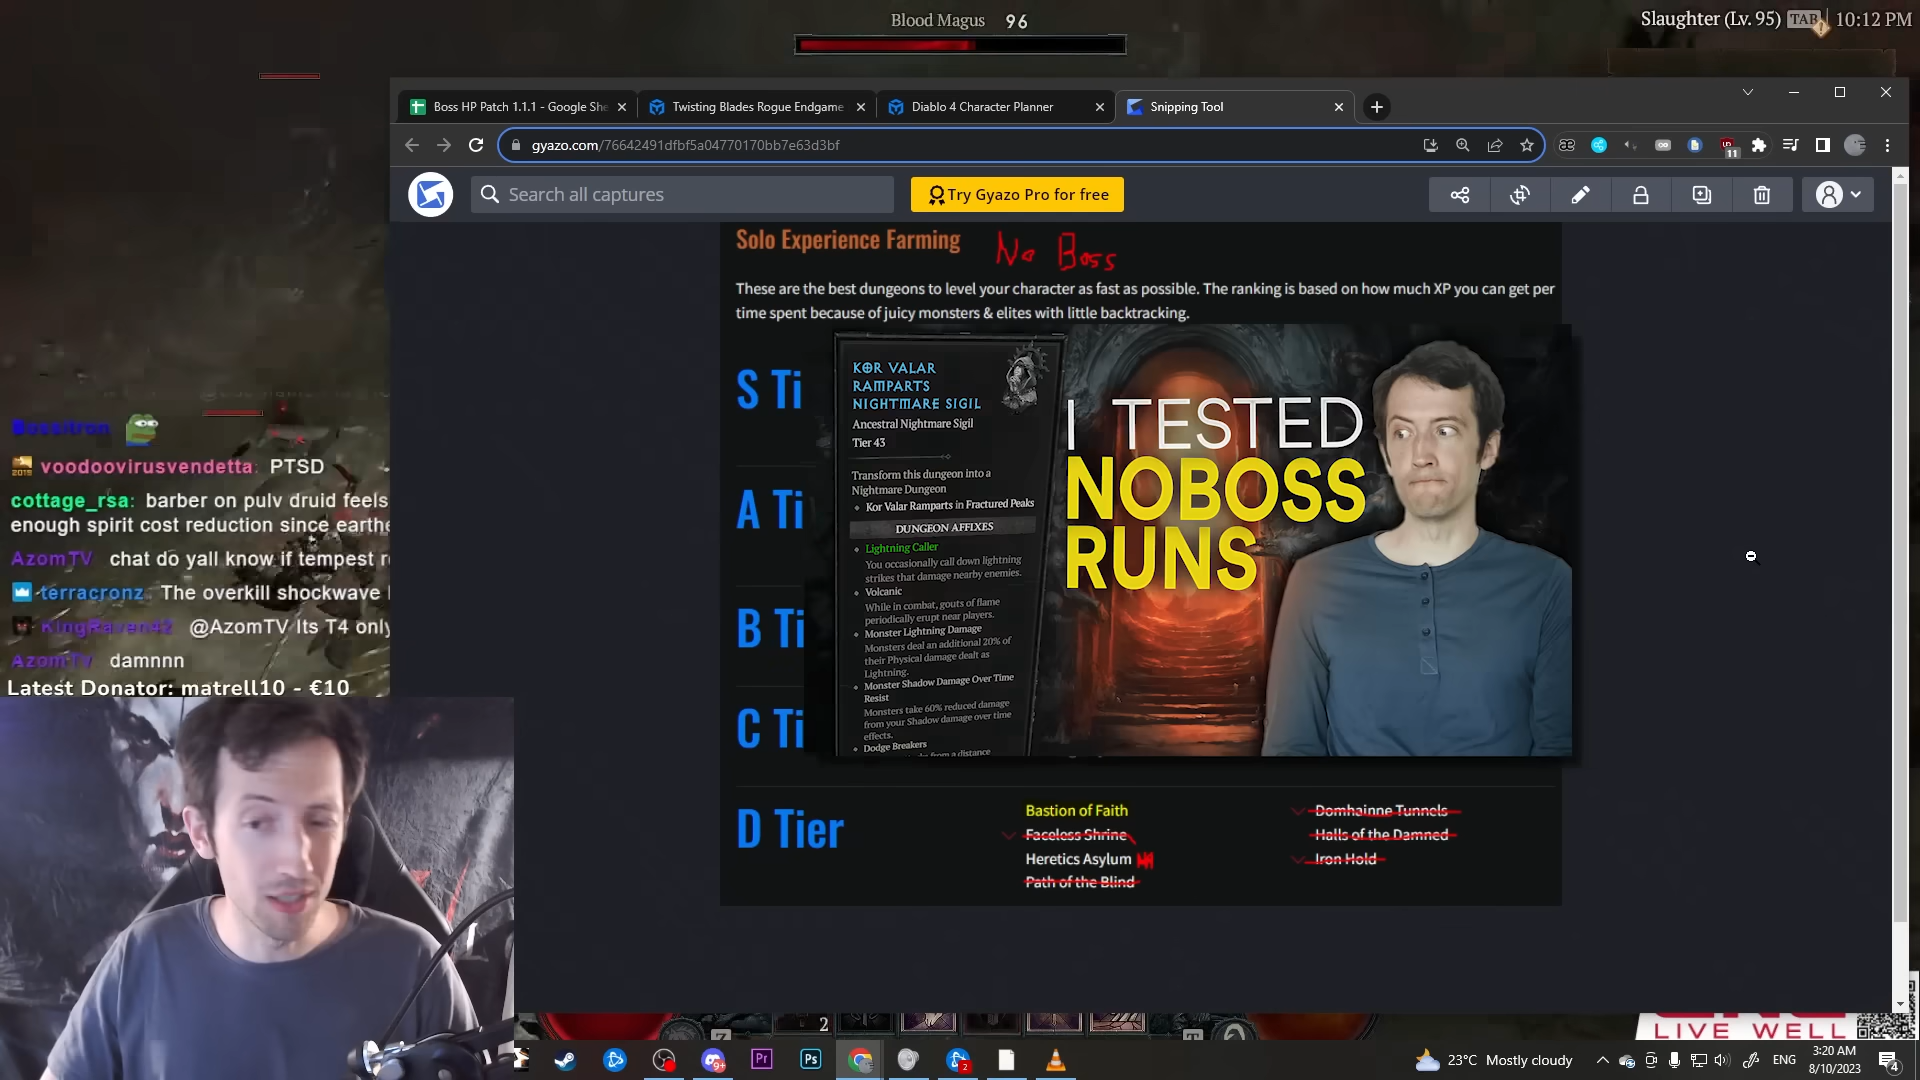 Blood Magus 96
Slaughter (Lv. 95) TAB 10:12 PM
Boss HP Patch 1.1.1 - Google She
Twisting Blades Rogue Endgame
Diablo 4 Character Planner
Snipping Tool
gyazo.com/76642491dfbf5a04770170bb7e63d3bf
11
Search all captures
Try Gyazo Pro for free
Solo Experience Farming
No Boss
These are the best dungeons to level your character as fast as possible. The ranking is based on how much XP you can get per
time spent because of juicy monsters & elites with little backtracking.
S Ti
A Ti
B Ti
C Ti
KOR VALAR
RAMPARTS
NIGHTMARE SIGIL
Ancestral Nightmare Sigil
Tier 43
Transform this dungeon into a
Nightmare Dungeon
Kor Valar Ramparts in Fractured Peaks
DUNGEON AFFIXES
Lightning Caller
You occasionally call down lightning
strikes that damage nearby enemies.
Volcanic
While in combat, gouts of flame
periodically erupt near players.
Monster Lightning Damage
Monsters deal an additional 20% of
their Physical damage dealt as
Lightning.
Monster Shadow Damage Over Time
Resist
Monsters take 60% reduced damage
from your Shadow damage over time
effects.
Dodge Breakers
from a distance
I TESTED
NOBOSS
RUNS
D Tier
Bastion of Faith
Faceless Shrine
Heretics Asylum
Path of the Blind
Domhainne Tunnels
Halls of the Damned
Iron Hold
voodoovirusvendetta: PTSD
cottage_rsa: barber on pulv druid feels
enough spirit cost reduction since earthe
AzomTV chat do yall know if tempest r
terracronz The overkill shockwave
KingRaven42 @AzomTV Its T4 only
AzomTV damnnn
Latest Donator: matrell10 - €10
2
Z
T
LIVE WELL
9+
Pr
Ps
2
23°C Mostly cloudy
ENG
3:20 AM
8/10/2023
4